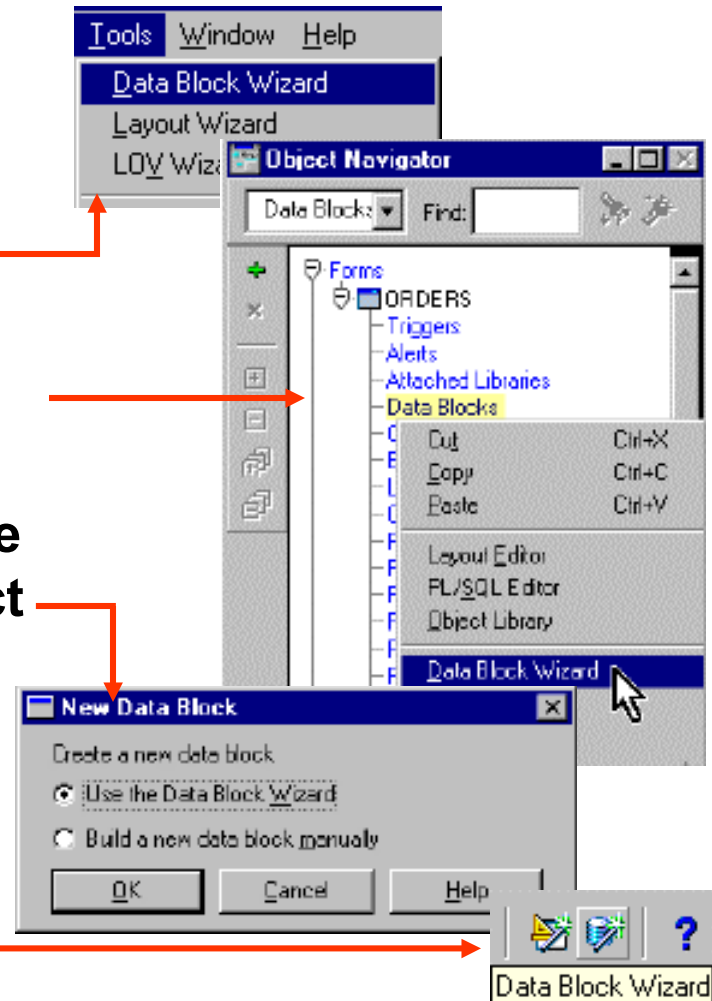 Tools Window Help
Data Block Wizard
Layout Wizard
LOV Wiza
Object Navigator
Data Blocks
Find:
Forms
ORDERS
Triggers
Alerts
Attached Libraries
Data Blocks
Cut Ctrl+X
Copy Ctrl+C
Paste Ctrl+V
Layout Editor
PL/SQL Editor
Object Library
Data Block Wizard
New Data Block
Create a new data block
Use the Data Block Wizard
Build a new data block manually
OK Cancel Help
?
Data Block Wizard